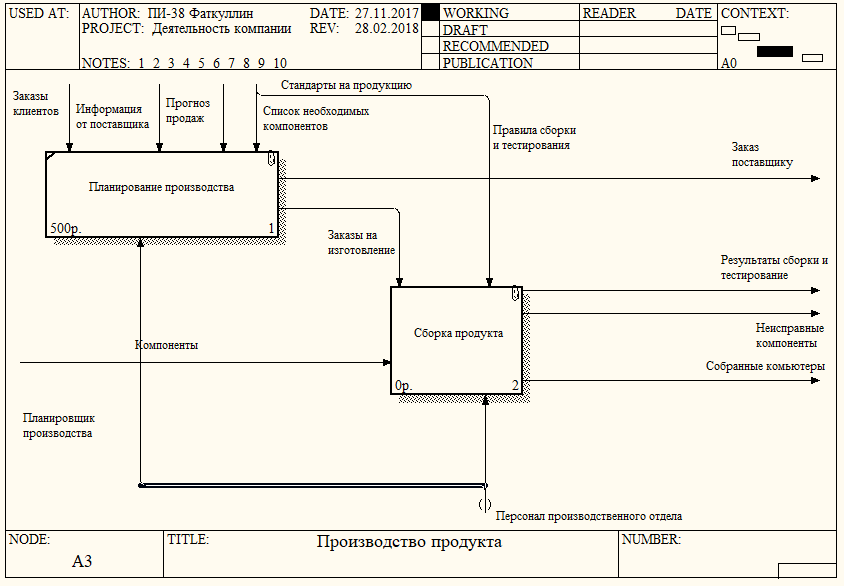 USED AT:
AUTHOR: ПИ-38 Фаткуллин
DATE: 27.11.2017
PROJECT: Деятельность компании
REV: 28.02.2018
NOTES: 1 2 3 4 5 6 7 8 9 10
WORKING
DRAFT
RECOMMENDED
PUBLICATION
READER
DATE
CONTEXT:
A0
Заказы
клиентов
Информация
от поставщика
Прогноз
продаж
Стандарты на продукцию
Список необходимых
компонентов
Правила сборки
и тестирования
Заказ
поставщику
Планирование производства
500р.
1
Заказы на
изготовление
Результаты сборки и
тестирование
Сборка продукта
0р.
2
Неисправные
компоненты
Компоненты
Собранные комьютеры
Планировщик
производства
Персонал производственного отдела
NODE:
A3
TITLE:
Производство продукта
NUMBER: